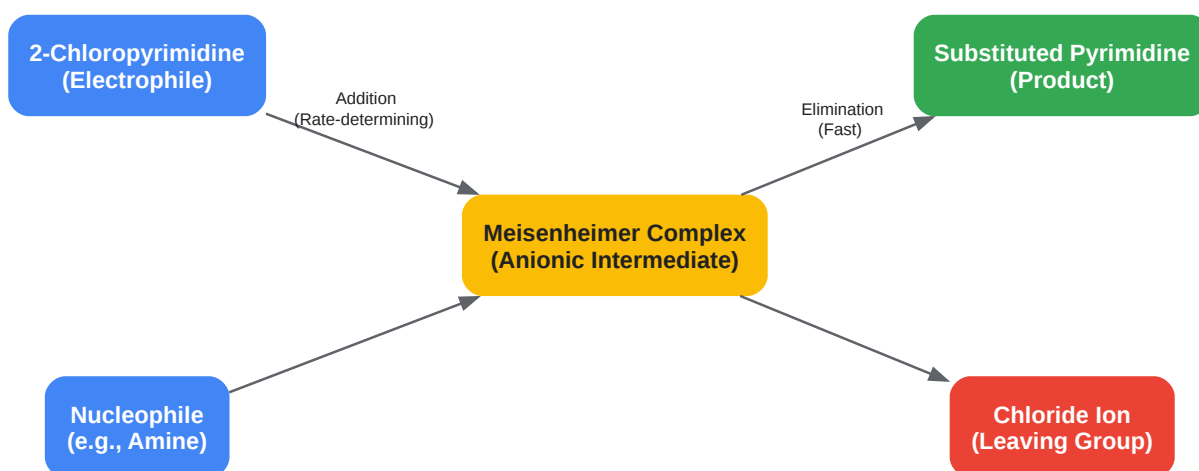 2-Chloropyrimidine
(Electrophile)
Substituted Pyrimidine
(Product)
Addition
(Rate-determining)
Elimination
(Fast)
Meisenheimer Complex
(Anionic Intermediate)
Nucleophile
(e.g., Amine)
Chloride Ion
(Leaving Group)